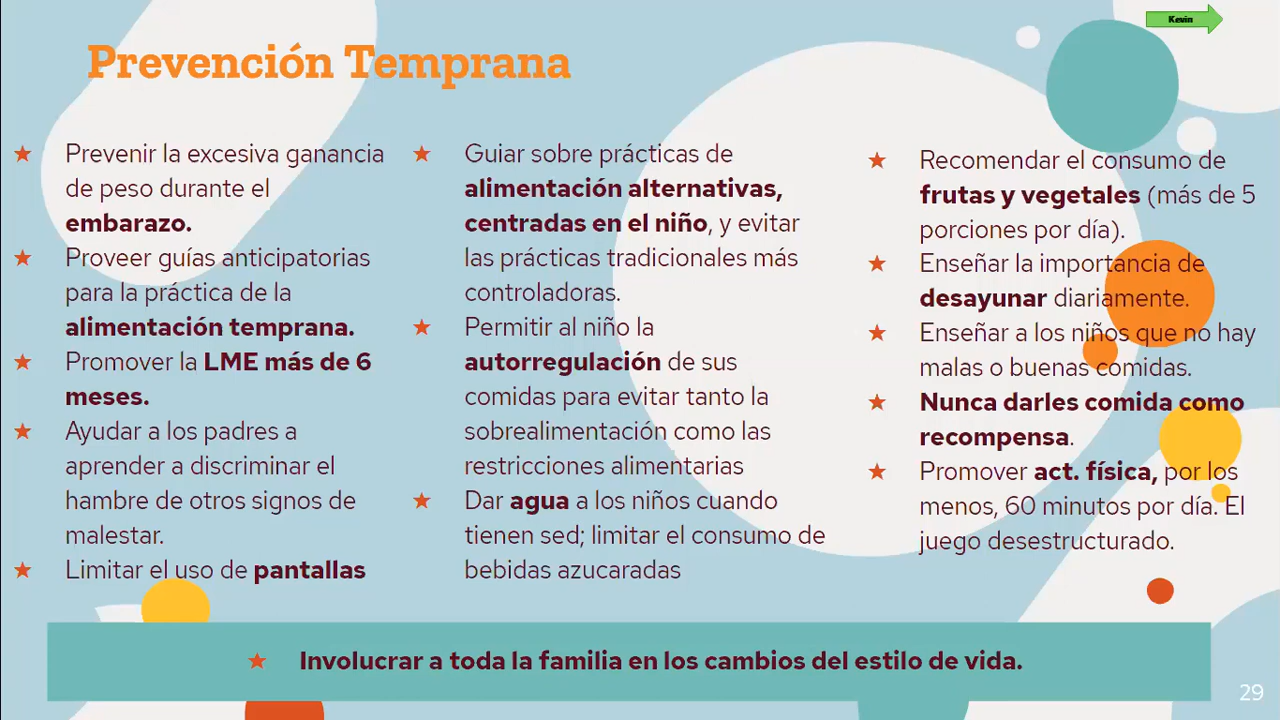 Kevin
Prevención Temprana
Prevenir la excesiva ganancia
de peso durante el
embarazo.
Proveer guías anticipatorias
para la práctica de la
alimentación temprana.
Promover la LME más de 6
meses.
Ayudar a los padres a
aprender a discriminar el
hambre de otros signos de
malestar.
Limitar el uso de pantallas
Guiar sobre prácticas de
alimentación alternativas,
centradas en el niño, y evitar
las prácticas tradicionales más
controladoras.
Permitir al niño la
autorregulación de sus
comidas para evitar tanto la
sobrealimentación como las
restricciones alimentarias
Dar agua a los niños cuando
tienen sed; limitar el consumo de
bebidas azucaradas
Recomendar el consumo de
frutas y vegetales (más de 5
porciones por día).
Enseñar la importancia de
desayunar diariamente.
Enseñar a los niños que no hay
malas o buenas comidas.
Nunca darles comida como
recompensa.
Promover act. física, por los
menos, 60 minutos por día. El
juego desestructurado.
Involucrar a toda la familia en los cambios del estilo de vida.
29